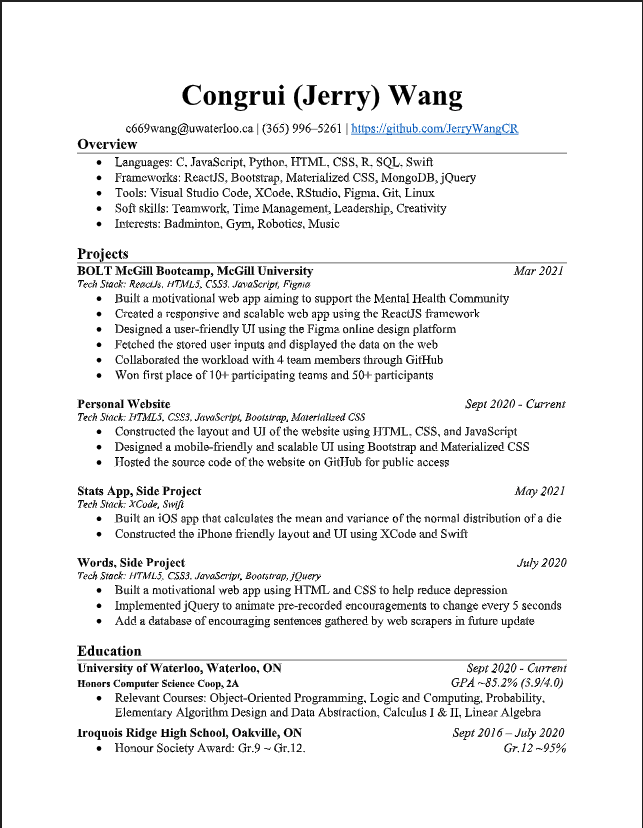 Congrui (Jerry) Wang
c669wang@uwaterloo.ca | (365) 996–5261 | https://github.com/JerryWangCR
Overview
• Languages: C, JavaScript, Python, HTML, CSS, R, SQL, Swift
• Frameworks: ReactJS, Bootstrap, Materialized CSS, MongoDB, jQuery
• Tools: Visual Studio Code, XCode, RStudio, Figma, Git, Linux
• Soft skills: Teamwork, Time Management, Leadership, Creativity
• Interests: Badminton, Gym, Robotics, Music
Projects
BOLT McGill Bootcamp, McGill University Mar 2021
Tech Stack: ReactJs, HTML5, CSS3, JavaScript, Figma
• Built a motivational web app aiming to support the Mental Health Community
• Created a responsive and scalable web app using the ReactJS framework
• Designed a user-friendly UI using the Figma online design platform
• Fetched the stored user inputs and displayed the data on the web
• Collaborated the workload with 4 team members through GitHub
• Won first place of 10+ participating teams and 50+ participants
Personal Website Sept 2020 - Current
Tech Stack: HTML5, CSS3, JavaScript, Bootstrap, Materialized CSS
• Constructed the layout and UI of the website using HTML, CSS, and JavaScript
• Designed a mobile-friendly and scalable UI using Bootstrap and Materialized CSS
• Hosted the source code of the website on GitHub for public access
Stats App, Side Project May 2021
Tech Stack: XCode, Swift
• Built an iOS app that calculates the mean and variance of the normal distribution of a die
• Constructed the iPhone friendly layout and UI using XCode and Swift
Words, Side Project July 2020
Tech Stack: HTML5, CSS3, JavaScript, Bootstrap, jQuery
• Built a motivational web app using HTML and CSS to help reduce depression
• Implemented jQuery to animate pre-recorded encouragements to change every 5 seconds
• Add a database of encouraging sentences gathered by web scrapers in future update
Education
University of Waterloo, Waterloo, ON Sept 2020 - Current
Honors Computer Science Coop, 2A GPA ~85.2% (3.9/4.0)
• Relevant Courses: Object-Oriented Programming, Logic and Computing, Probability,
Elementary Algorithm Design and Data Abstraction, Calculus I & II, Linear Algebra
Iroquois Ridge High School, Oakville, ON Sept 2016 – July 2020
• Honour Society Award: Gr.9 ~ Gr.12. Gr.12 ~95%